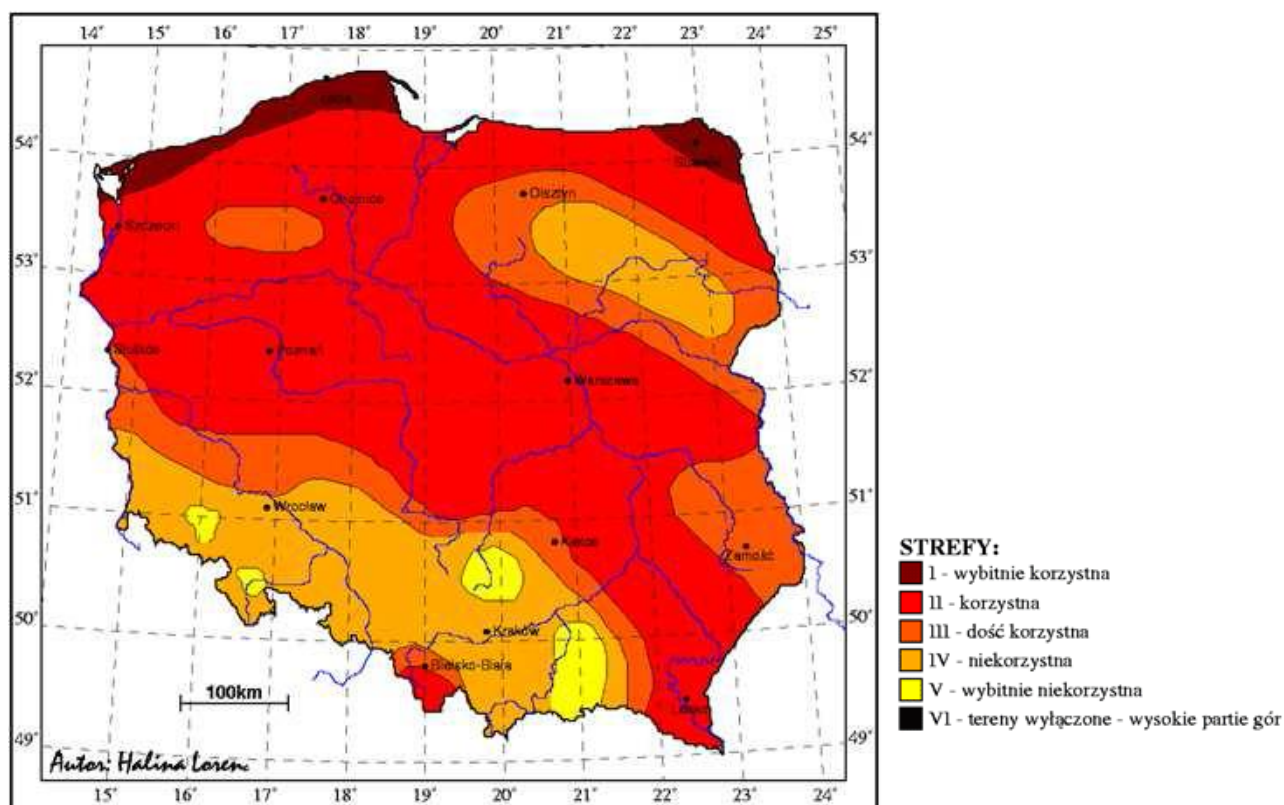 14° 15° 16° 17° 18° 19° 20° 21° 22° 23° 24° 25°
54° 54°
Olsztyn
Chojnice
Szczecin
53° 53°
Słubice Poznań
Warszawa
52° 52°
51° 51°
Wrocław
Kielce
Zamość
50° 50°
Kraków
Bielsko-Biała
100km
49° 49°
Autor: Halina Lorenc
15° 16° 17° 18° 19° 20° 21° 22° 23° 24°
STREFY:
I - wybitnie korzystna
II - korzystna
III - dość korzystna
IV - niekorzystna
V - wybitnie niekorzystna
VI - tereny wyłączone - wysokie partie gór